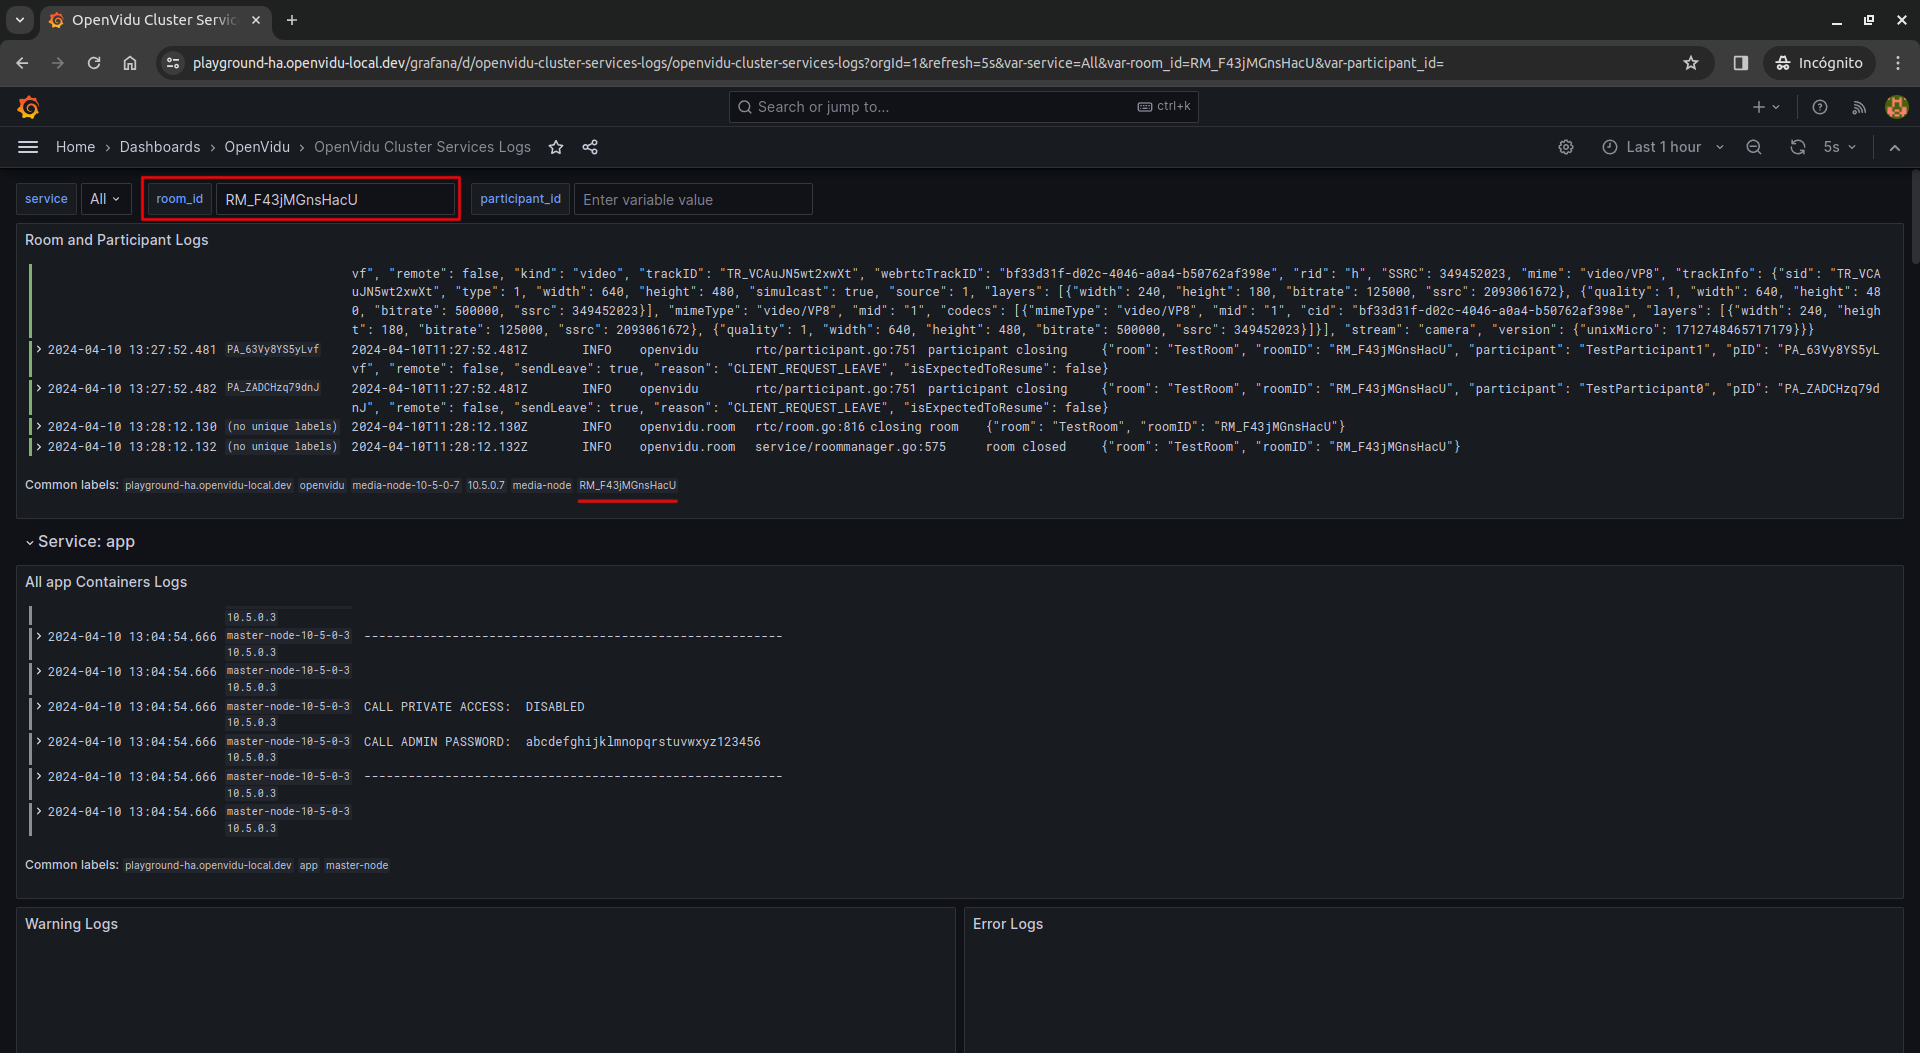 OpenVidu Cluster Servic
playground-ha.openvidu-local.dev/grafana/d/openvidu-cluster-services-logs/openvidu-cluster-services-logs?orgId=1&refresh=5s&var-service=All&var-room_id=RM_F43jMGnsHacU&var-participant_id=
Incógnito
Search or jump to... ctrl+k
Home › Dashboards › OpenVidu › OpenVidu Cluster Services Logs
Last 1 hour
5s
service All room_id RM_F43jMGnsHacU participant_id Enter variable value
Room and Participant Logs
vf", "remote": false, "kind": "video", "trackID": "TR_VCAuJN5wt2xwXt", "webrtcTrackID": "bf33d31f-d02c-4046-a0a4-b50762af398e", "rid": "h", "SSRC": 349452023, "mime": "video/VP8", "trackInfo": {"sid": "TR_VCA
uJN5wt2xwXt", "type": 1, "width": 640, "height": 480, "simulcast": true, "source": 1, "layers": [{"width": 240, "height": 180, "bitrate": 125000, "ssrc": 2093061672}, {"quality": 1, "width": 640, "height": 48
0, "bitrate": 500000, "ssrc": 349452023}], "mimeType": "video/VP8", "mid": "1", "codecs": [{"mimeType": "video/VP8", "mid": "1", "cid": "bf33d31f-d02c-4046-a0a4-b50762af398e", "layers": [{"width": 240, "heigh
t": 180, "bitrate": 125000, "ssrc": 2093061672}, {"quality": 1, "width": 640, "height": 480, "bitrate": 500000, "ssrc": 349452023}]}], "stream": "camera", "version": {"unixMicro": 1712748465717179}}}
2024-04-10 13:27:52.481 PA_63Vy8YS5yLvf 2024-04-10T11:27:52.481Z INFO openvidu rtc/participant.go:751 participant closing {"room": "TestRoom", "roomID": "RM_F43jMGnsHacU", "participant": "TestParticipant1", "pID": "PA_63Vy8YS5yL
vf", "remote": false, "sendLeave": true, "reason": "CLIENT_REQUEST_LEAVE", "isExpectedToResume": false}
2024-04-10 13:27:52.482 PA_ZADCHzq79dnJ 2024-04-10T11:27:52.481Z INFO openvidu rtc/participant.go:751 participant closing {"room": "TestRoom", "roomID": "RM_F43jMGnsHacU", "participant": "TestParticipant0", "pID": "PA_ZADCHzq79d
nJ", "remote": false, "sendLeave": true, "reason": "CLIENT_REQUEST_LEAVE", "isExpectedToResume": false}
2024-04-10 13:28:12.130 (no unique labels) 2024-04-10T11:28:12.130Z INFO openvidu.room rtc/room.go:816 closing room {"room": "TestRoom", "roomID": "RM_F43jMGnsHacU"}
2024-04-10 13:28:12.132 (no unique labels) 2024-04-10T11:28:12.132Z INFO openvidu.room service/roommanager.go:575 room closed {"room": "TestRoom", "roomID": "RM_F43jMGnsHacU"}
Common labels: playground-ha.openvidu-local.dev openvidu media-node-10-5-0-7 10.5.0.7 media-node RM_F43jMGnsHacU
Service: app
All app Containers Logs
10.5.0.3
2024-04-10 13:04:54.666 master-node-10-5-0-3 ---------------------------------------------------------
10.5.0.3
2024-04-10 13:04:54.666 master-node-10-5-0-3
10.5.0.3
2024-04-10 13:04:54.666 master-node-10-5-0-3 CALL PRIVATE ACCESS: DISABLED
10.5.0.3
2024-04-10 13:04:54.666 master-node-10-5-0-3 CALL ADMIN PASSWORD: abcdefghijklmnopqrstuvwxyz123456
10.5.0.3
2024-04-10 13:04:54.666 master-node-10-5-0-3 ---------------------------------------------------------
10.5.0.3
2024-04-10 13:04:54.666 master-node-10-5-0-3
10.5.0.3
Common labels: playground-ha.openvidu-local.dev app master-node
Warning Logs
Error Logs